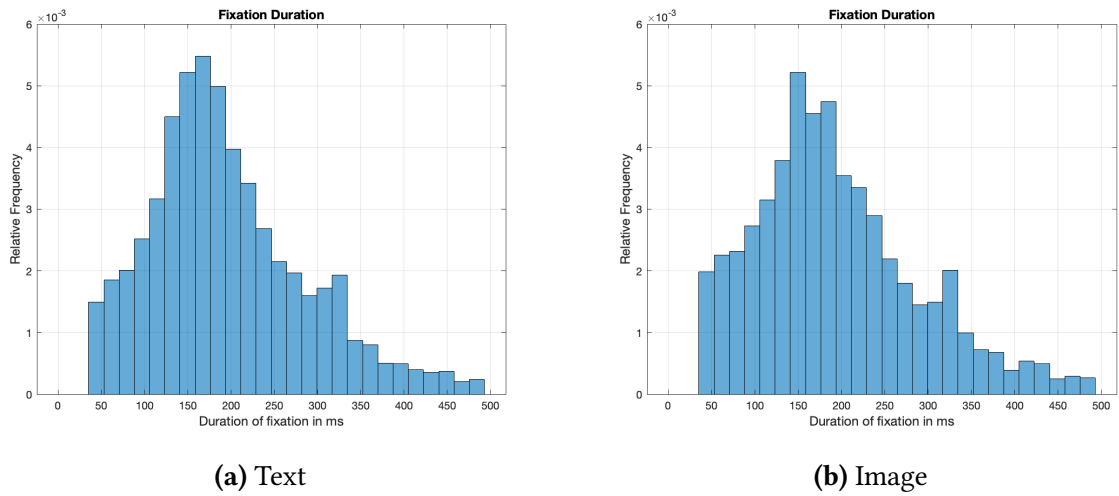 Fixation Duration
×10⁻³
6
5
4
3
2
1
0
Relative Frequency
0 50 100 150 200 250 300 350 400 450 500
Duration of fixation in ms
(a) Text
Fixation Duration
×10⁻³
6
5
4
3
2
1
0
Relative Frequency
0 50 100 150 200 250 300 350 400 450 500
Duration of fixation in ms
(b) Image